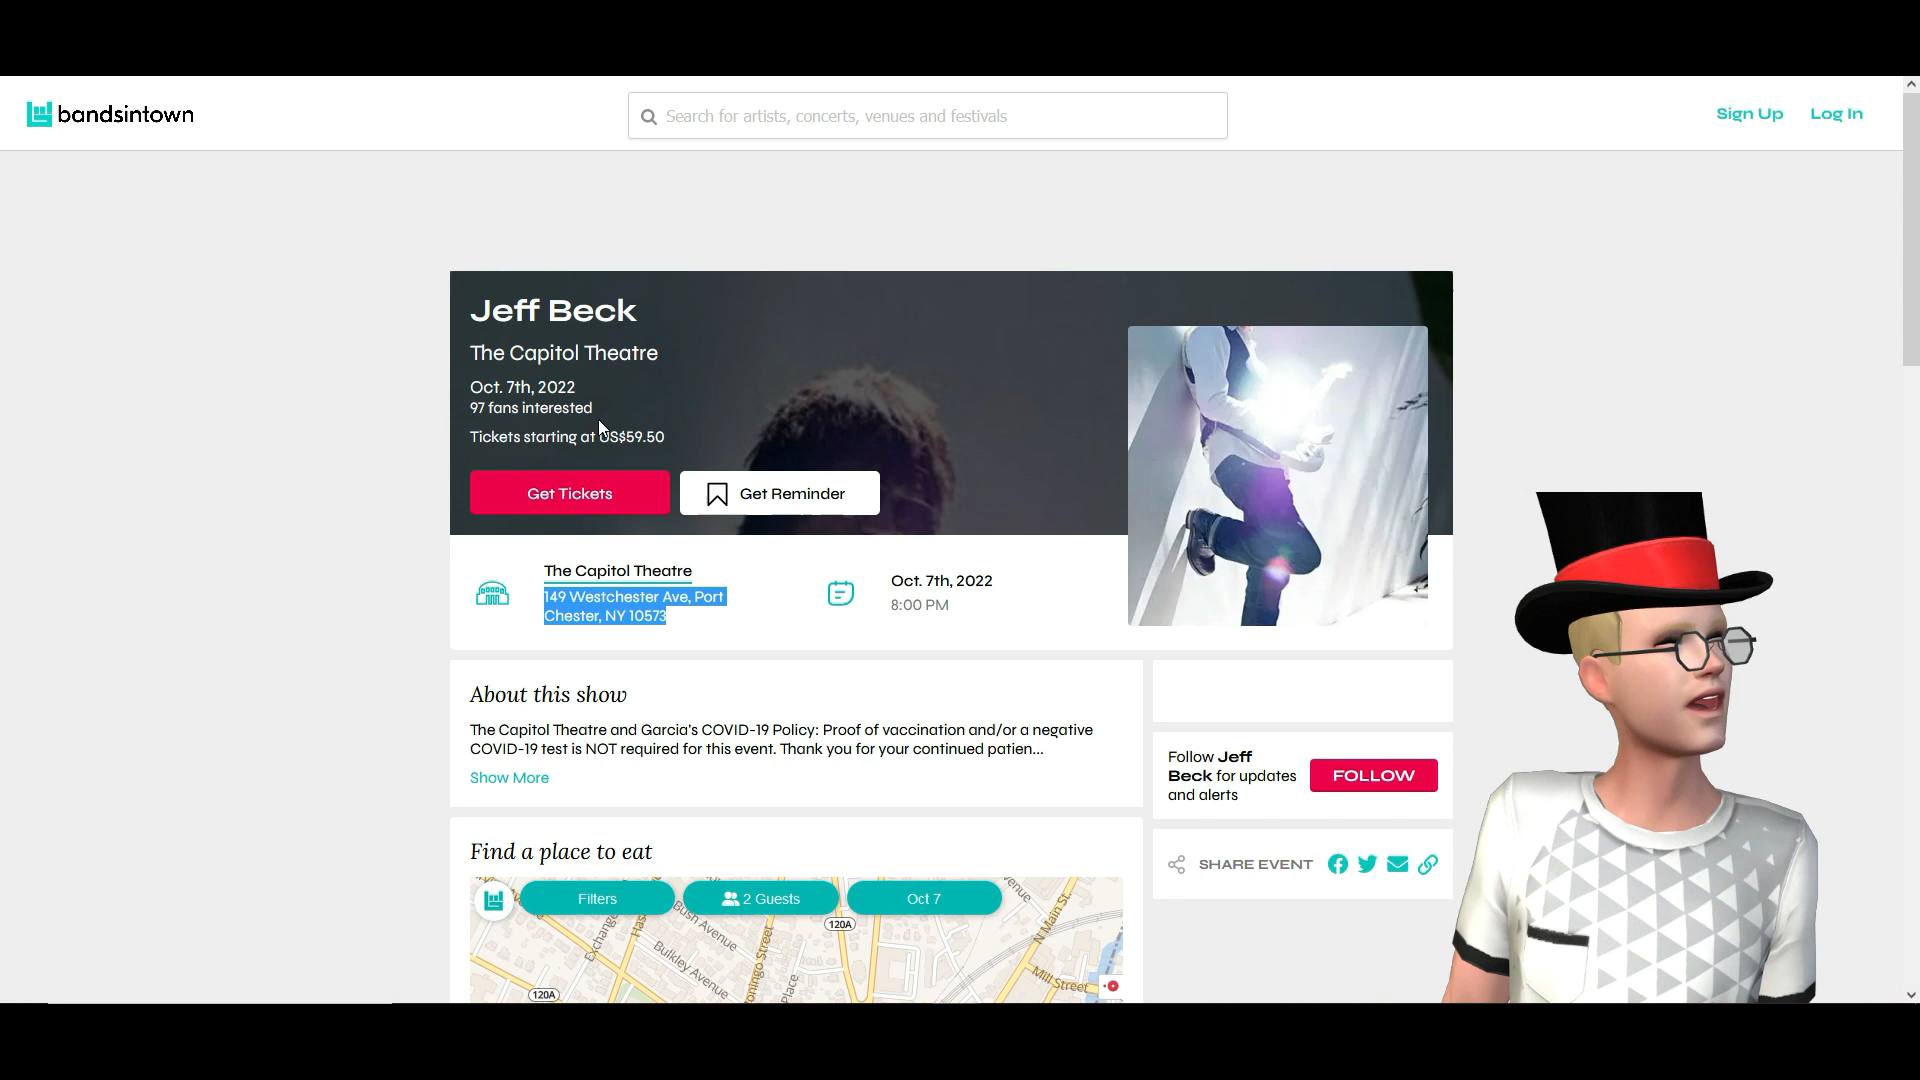 bandsintown
Search for artists, concerts, venues and festivals
Sign Up
Log In
Jeff Beck
The Capitol Theatre
Oct. 7th, 2022
97 fans interested
Tickets starting at US$59.50
Get Tickets
Get Reminder
The Capitol Theatre
149 Westchester Ave, Port
Chester, NY 10573
Oct. 7th, 2022
8:00 PM
About this show
The Capitol Theatre and Garcia's COVID-19 Policy: Proof of vaccination and/or a negative
COVID-19 test is NOT required for this event. Thank you for your continued patien...
Show More
Follow Jeff
Beck for updates
and alerts
FOLLOW
SHARE EVENT
Find a place to eat
Filters
2 Guests
Oct 7
Bush Avenue
Bulkley Avenue
Exchange
Place
120A
N Main St.
Mill Street
120A